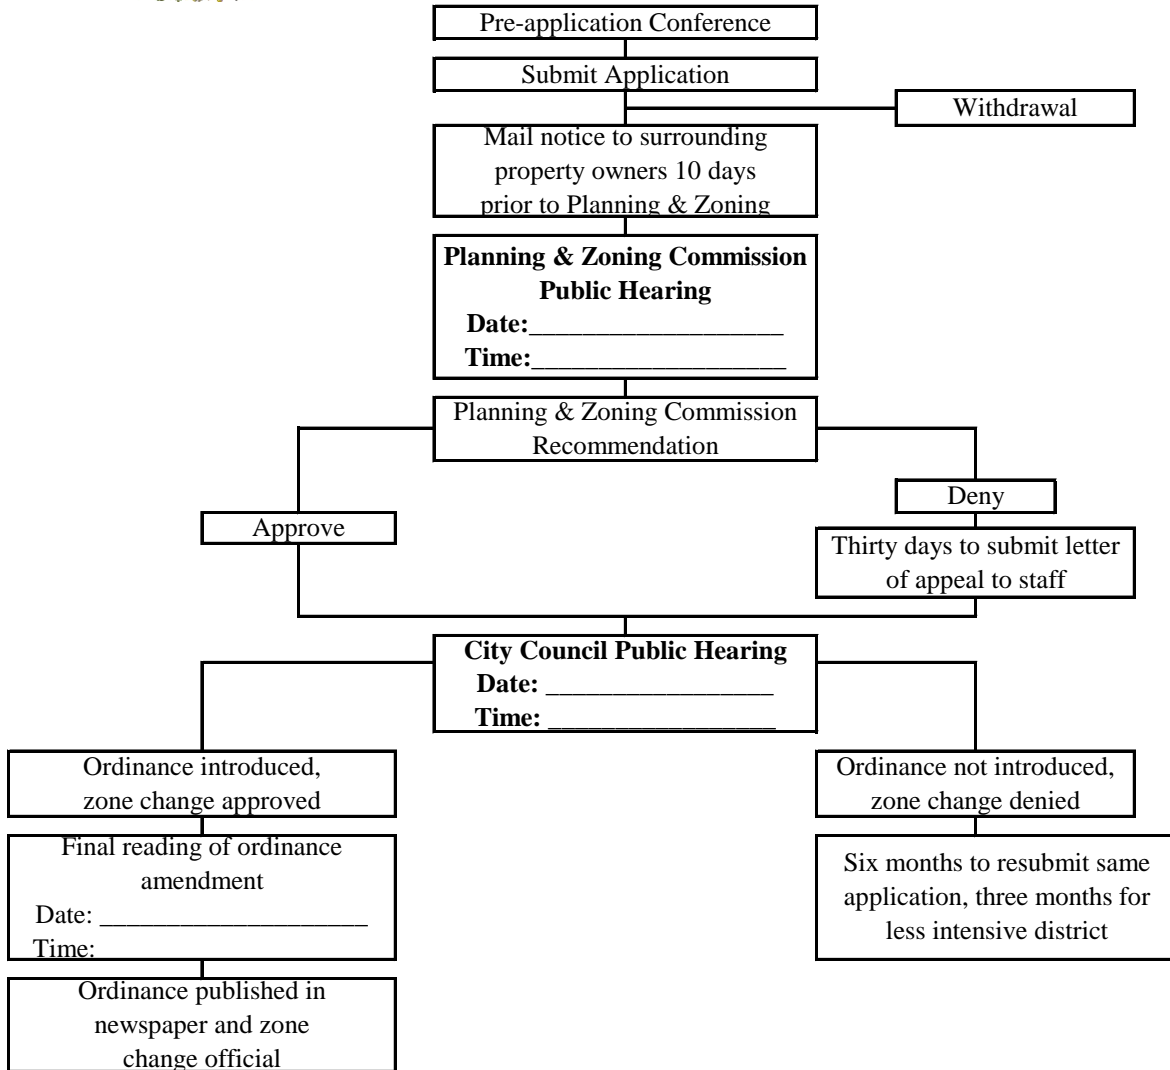 Pre-application Conference
Submit Application
Withdrawal
Mail notice to surrounding
property owners 10 days
prior to Planning & Zoning
Planning & Zoning Commission
Public Hearing
Date:___________________
Time:___________________
Planning & Zoning Commission
Recommendation
Deny
Approve
Thirty days to submit letter
of appeal to staff
City Council Public Hearing
Date: _________________
Time: _________________
Ordinance introduced,
zone change approved
Ordinance not introduced,
zone change denied
Final reading of ordinance
amendment
Date: ____________________
Time:
Six months to resubmit same
application, three months for
less intensive district
Ordinance published in
newspaper and zone
change official